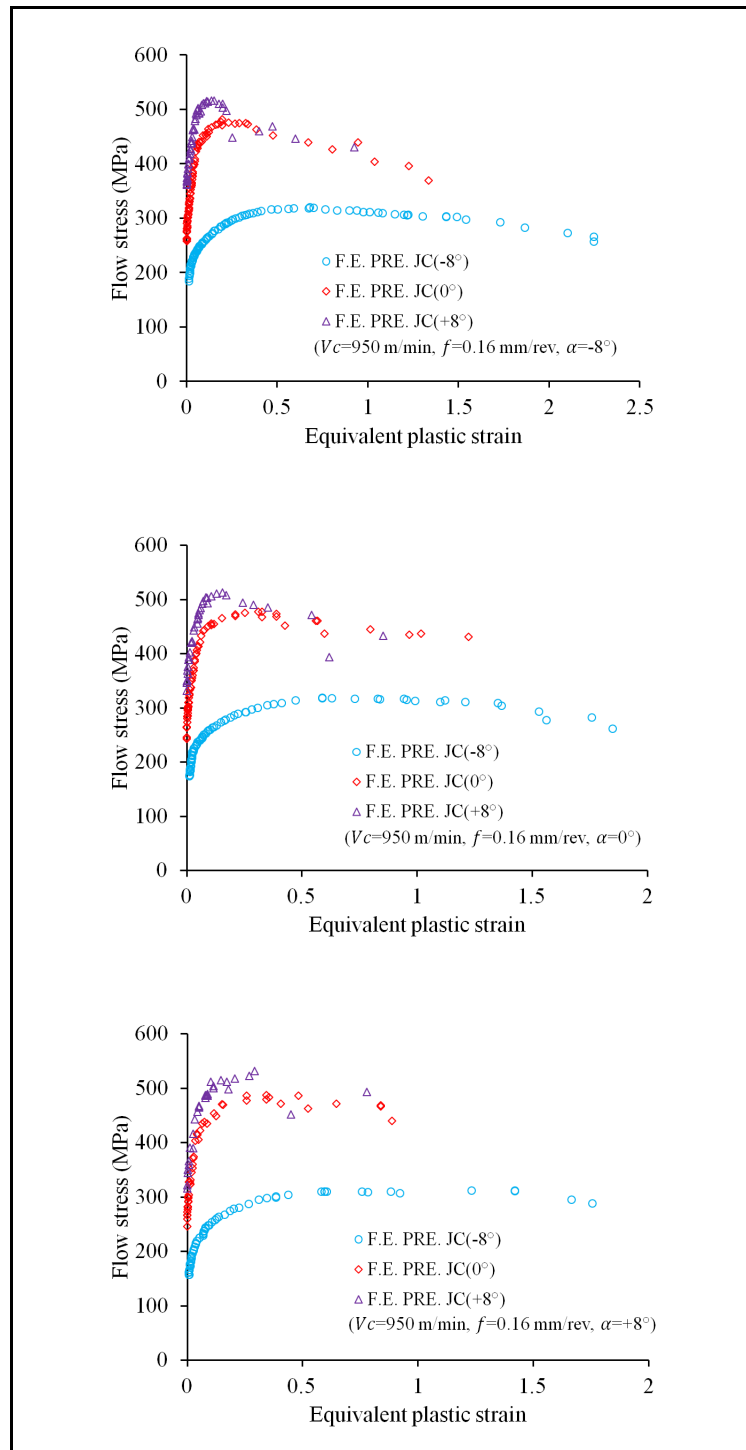 600
500
400
300
200
100
0
Flow stress (MPa)
F.E. PRE. JC(-8°)
F.E. PRE. JC(0°)
F.E. PRE. JC(+8°)
(Vc=950 m/min, f=0.16 mm/rev, α=-8°)
0 0.5 1 1.5 2 2.5
Equivalent plastic strain
600
500
400
300
200
100
0
Flow stress (MPa)
F.E. PRE. JC(-8°)
F.E. PRE. JC(0°)
F.E. PRE. JC(+8°)
(Vc=950 m/min, f=0.16 mm/rev, α=0°)
0 0.5 1 1.5 2
Equivalent plastic strain
600
500
400
300
200
100
0
Flow stress (MPa)
F.E. PRE. JC(-8°)
F.E. PRE. JC(0°)
F.E. PRE. JC(+8°)
(Vc=950 m/min, f=0.16 mm/rev, α=+8°)
0 0.5 1 1.5 2
Equivalent plastic strain